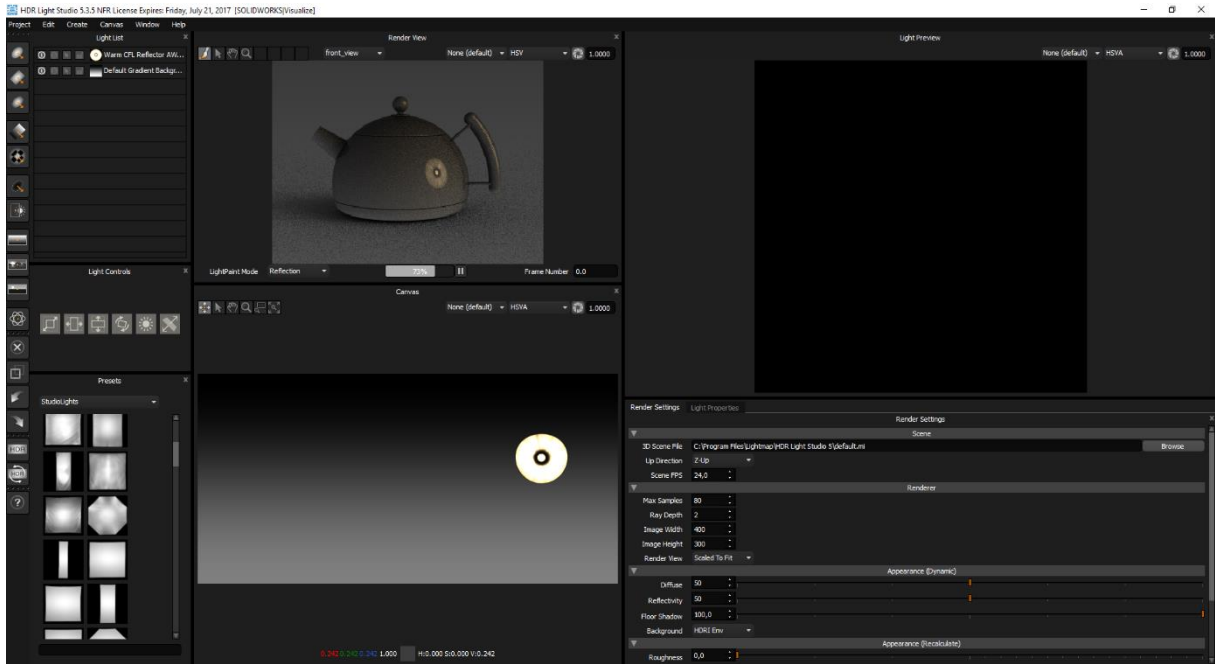 HDR Light Studio 5.3.5 NFR License Expires: Friday, July 21, 2017 [SOLIDWORKS|Visualize]
Project Edit Create Canvas Window Help
Light List
Warm CFL Reflector AW...
Default Gradient Backgr...
Light Controls
Presets
StudioLights
HDR
HDR
?
Render View
front_view None (default) HSV 1.0000
LightPaint Mode Reflection 73% Frame Number 0.0
Canvas
None (default) HSVA 1.0000
0.242 0.242 0.242 1.000 H:0.000 S:0.000 V:0.242
Light Preview
None (default) HSVA 1.0000
Render Settings Light Properties
Render Settings
Scene
3D Scene File C:\Program Files\Lightmap\HDR Light Studio 5\default.mi Browse
Up Direction Z-Up
Scene FPS 24,0
Renderer
Max Samples 80
Ray Depth 2
Image Width 400
Image Height 300
Render View Scaled To Fit
Appearance (Dynamic)
Diffuse 50
Reflectivity 50
Floor Shadow 100,0
Background HDRI Env
Appearance (Recalculate)
Roughness 0,0